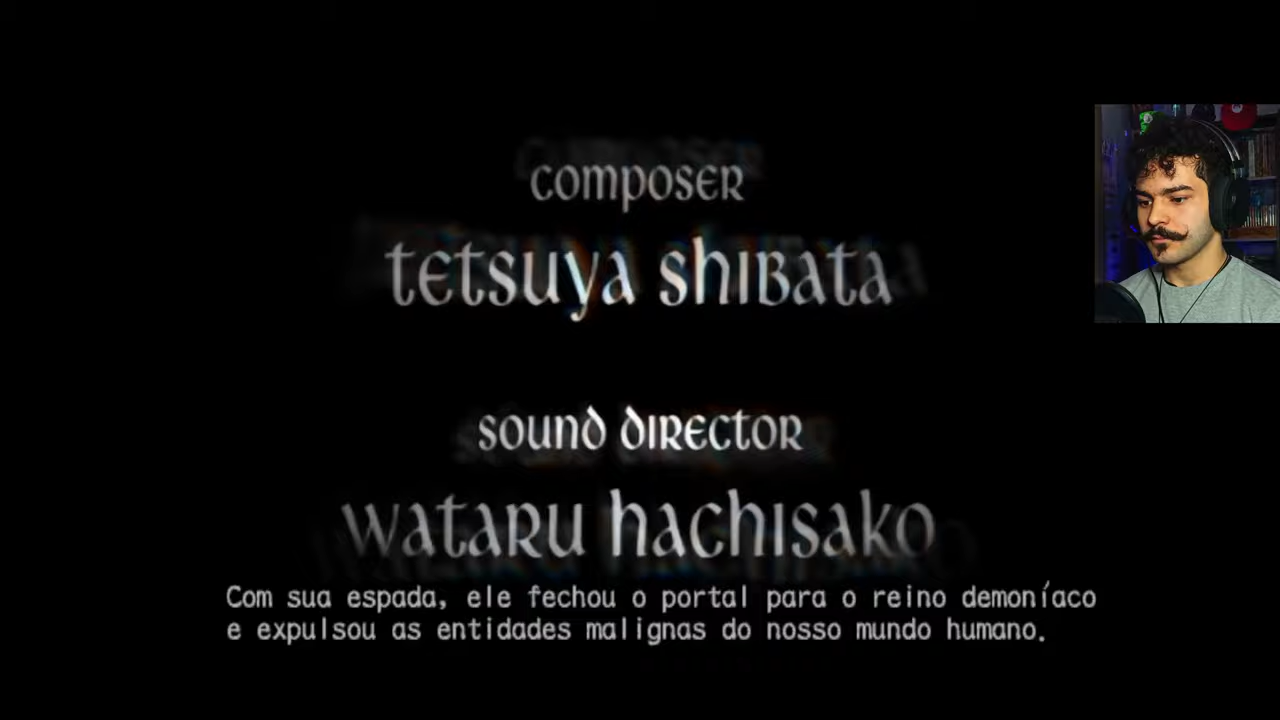 composer
tetsuya shibata
sound director
wataru hachisako
Com sua espada, ele fechou o portal para o reino demoníaco
e expulsou as entidades malignas do nosso mundo humano.